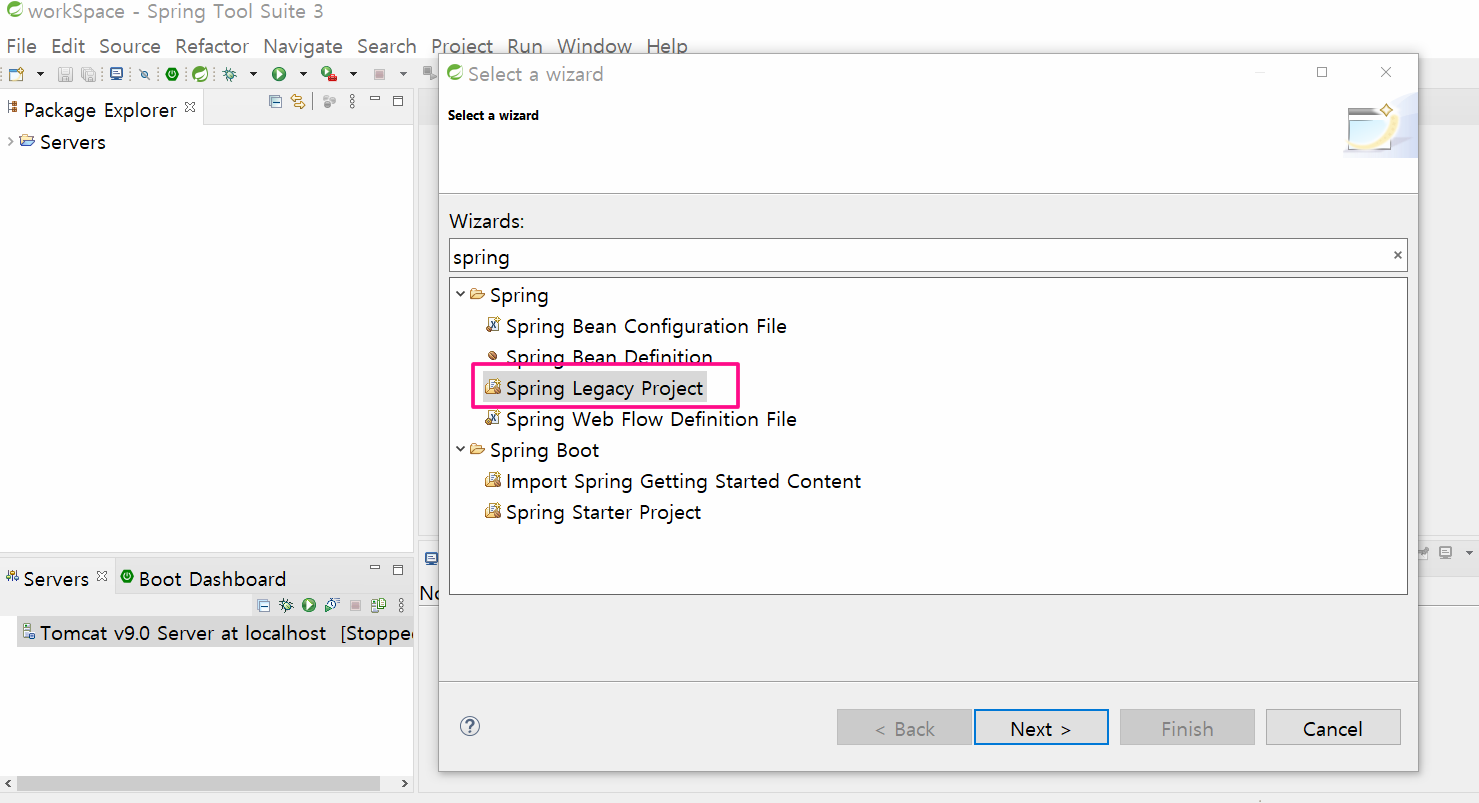 workSpace - Spring Tool Suite 3
File Edit Source Refactor Navigate Search Project Run Window Help
Package Explorer
Servers
Select a wizard
Select a wizard
Wizards:
spring
Spring
Spring Bean Configuration File
Spring Bean Definition
Spring Legacy Project
Spring Web Flow Definition File
Spring Boot
Import Spring Getting Started Content
Spring Starter Project
Servers
Boot Dashboard
Tomcat v9.0 Server at localhost [Stopped
< Back
Next >
Finish
Cancel